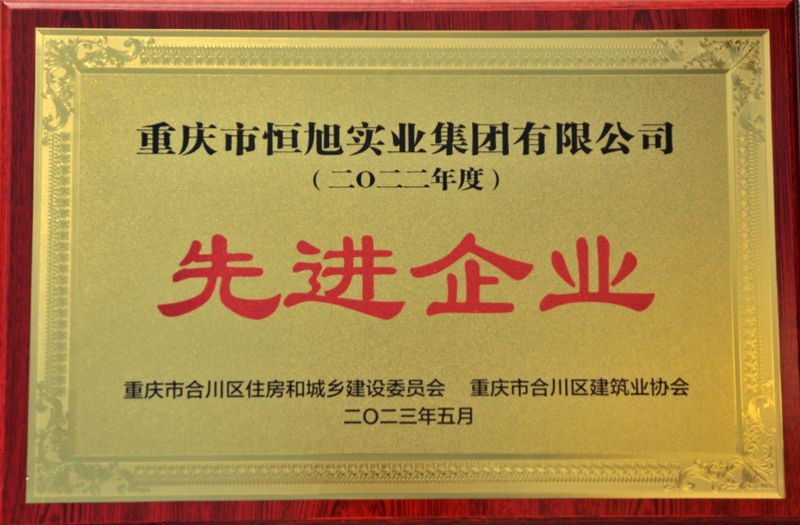 重庆市恒旭实业集团有限公司
（二O二二年度）
先进企业
重庆市合川区住房和城乡建设委员会 重庆市合川区建筑业协会
二〇二三年五月